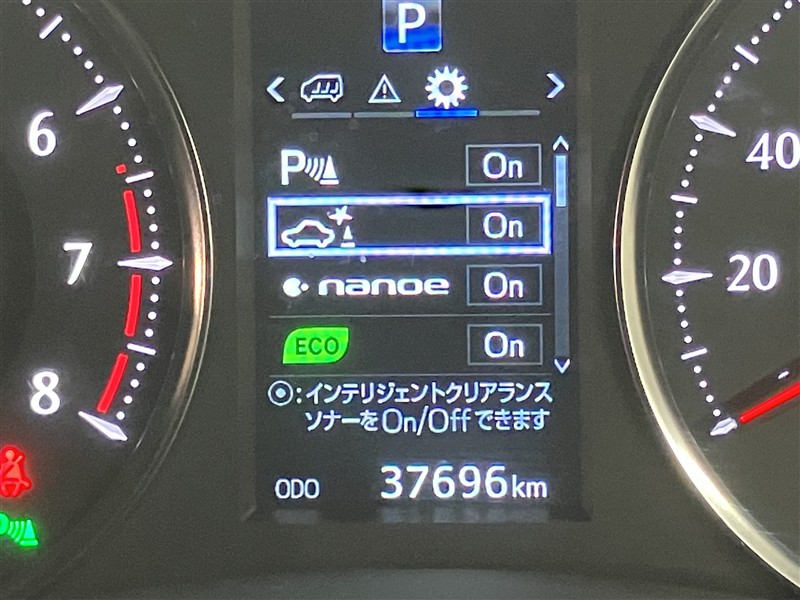 P
6
7
8
P On
On
nanoe On
ECO On
:インテリジェントクリアランス
ソナーをOn/Offできます
ODO 37696km
40
20
P